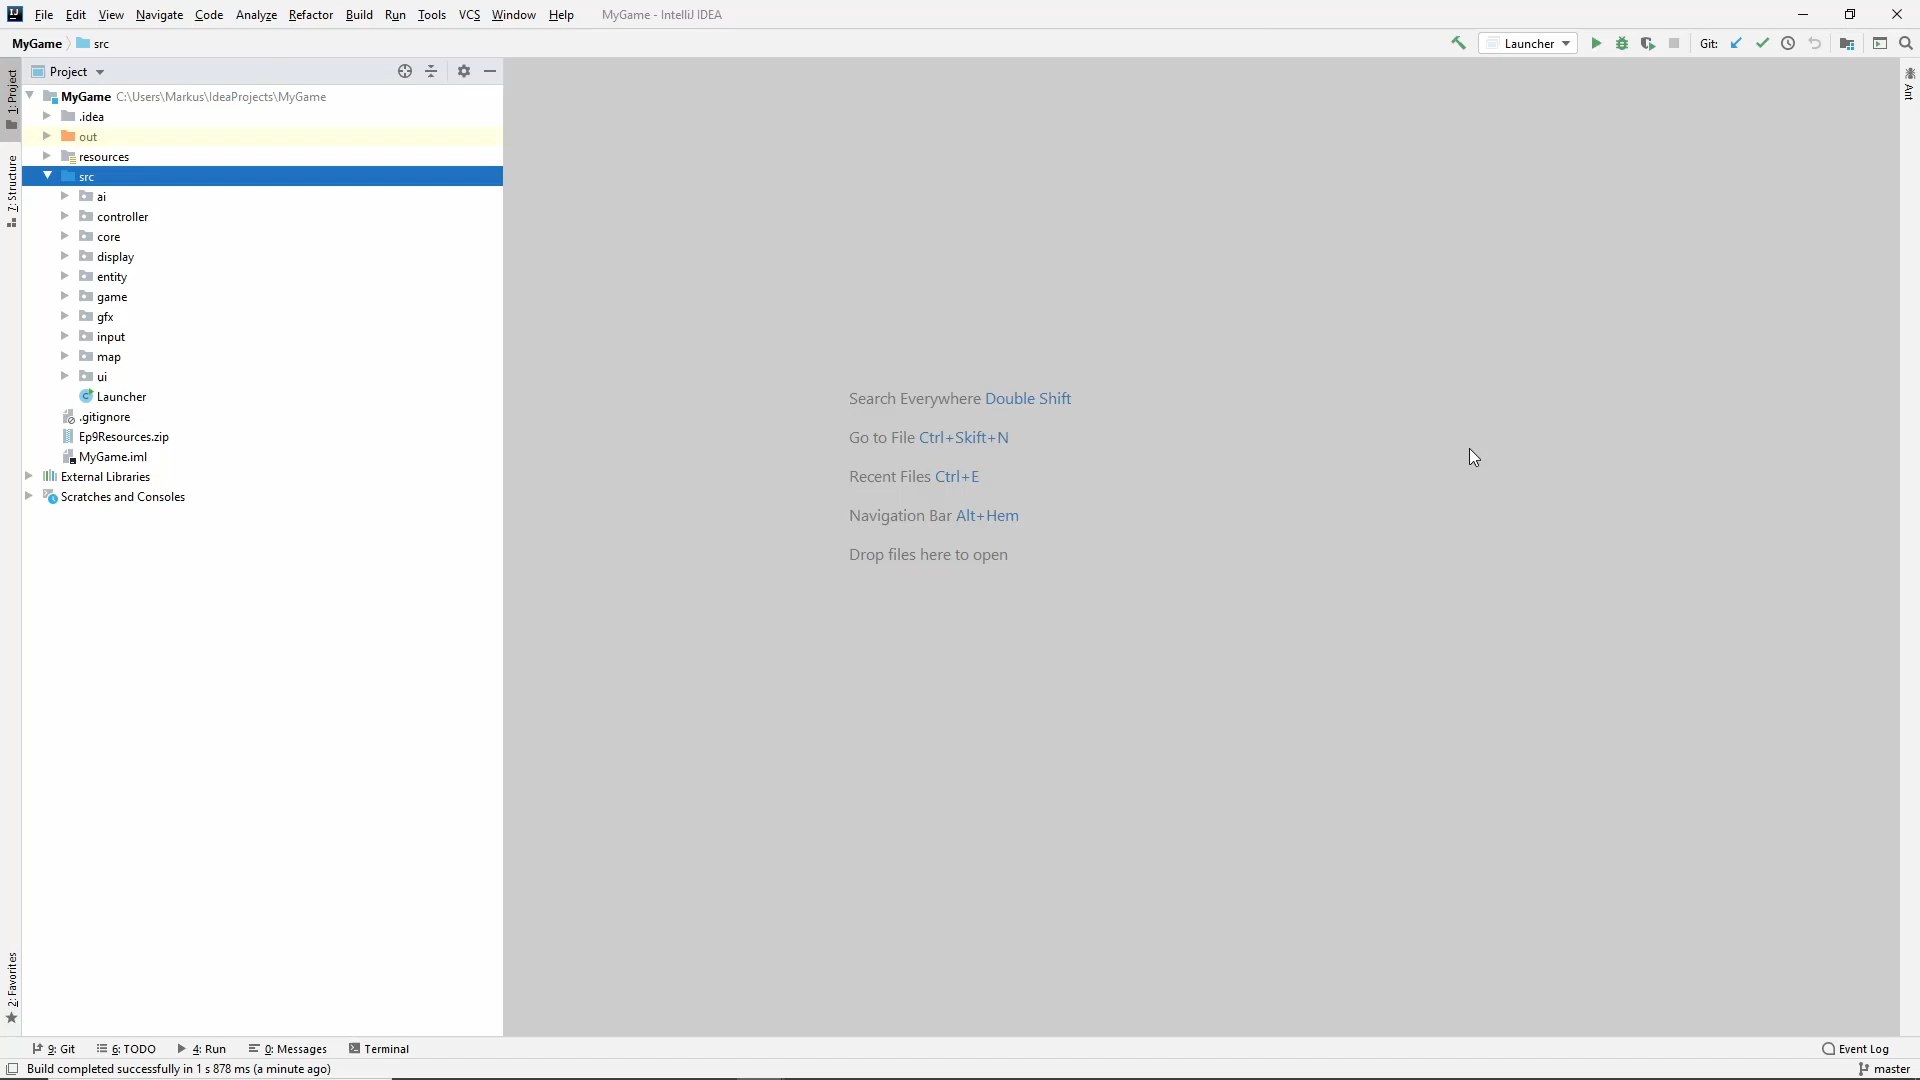 File Edit View Navigate Code Analyze Refactor Build Run Tools VCS Window Help MyGame - IntelliJ IDEA
MyGame src Launcher Git:
1: Project
7: Structure
2: Favorites
Ant
Project
MyGame C:\Users\Markus\IdeaProjects\MyGame
.idea
out
resources
src
ai
controller
core
display
entity
game
gfx
input
map
ui
Launcher
.gitignore
Ep9Resources.zip
MyGame.iml
External Libraries
Scratches and Consoles
Search Everywhere Double Shift
Go to File Ctrl+Skift+N
Recent Files Ctrl+E
Navigation Bar Alt+Hem
Drop files here to open
9: Git 6: TODO 4: Run 0: Messages Terminal Event Log
Build completed successfully in 1 s 878 ms (a minute ago) master